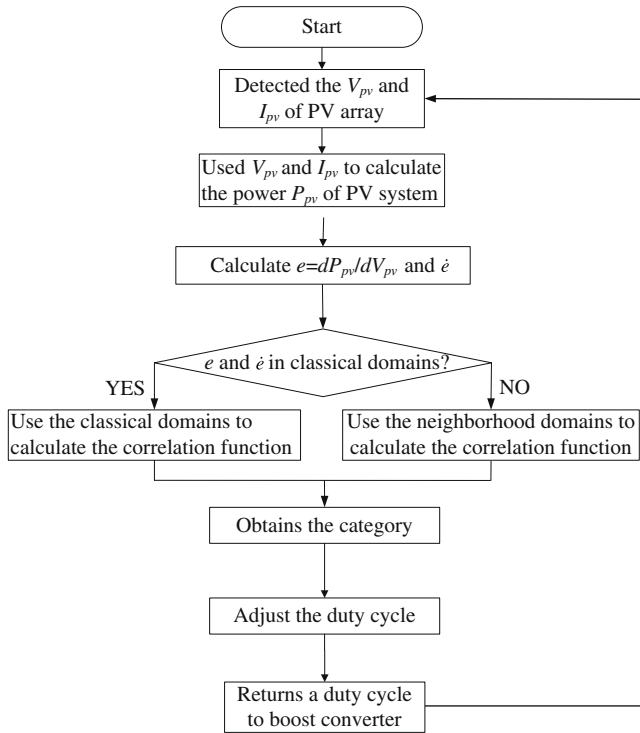 Start
Detected the V_pv and
I_pv of PV array
Used V_pv and I_pv to calculate
the power P_pv of PV system
Calculate e=dP_pv/dV_pv and ė
e and ė in classical domains?
YES
NO
Use the classical domains to
calculate the correlation function
Use the neighborhood domains to
calculate the correlation function
Obtains the category
Adjust the duty cycle
Returns a duty cycle
to boost converter